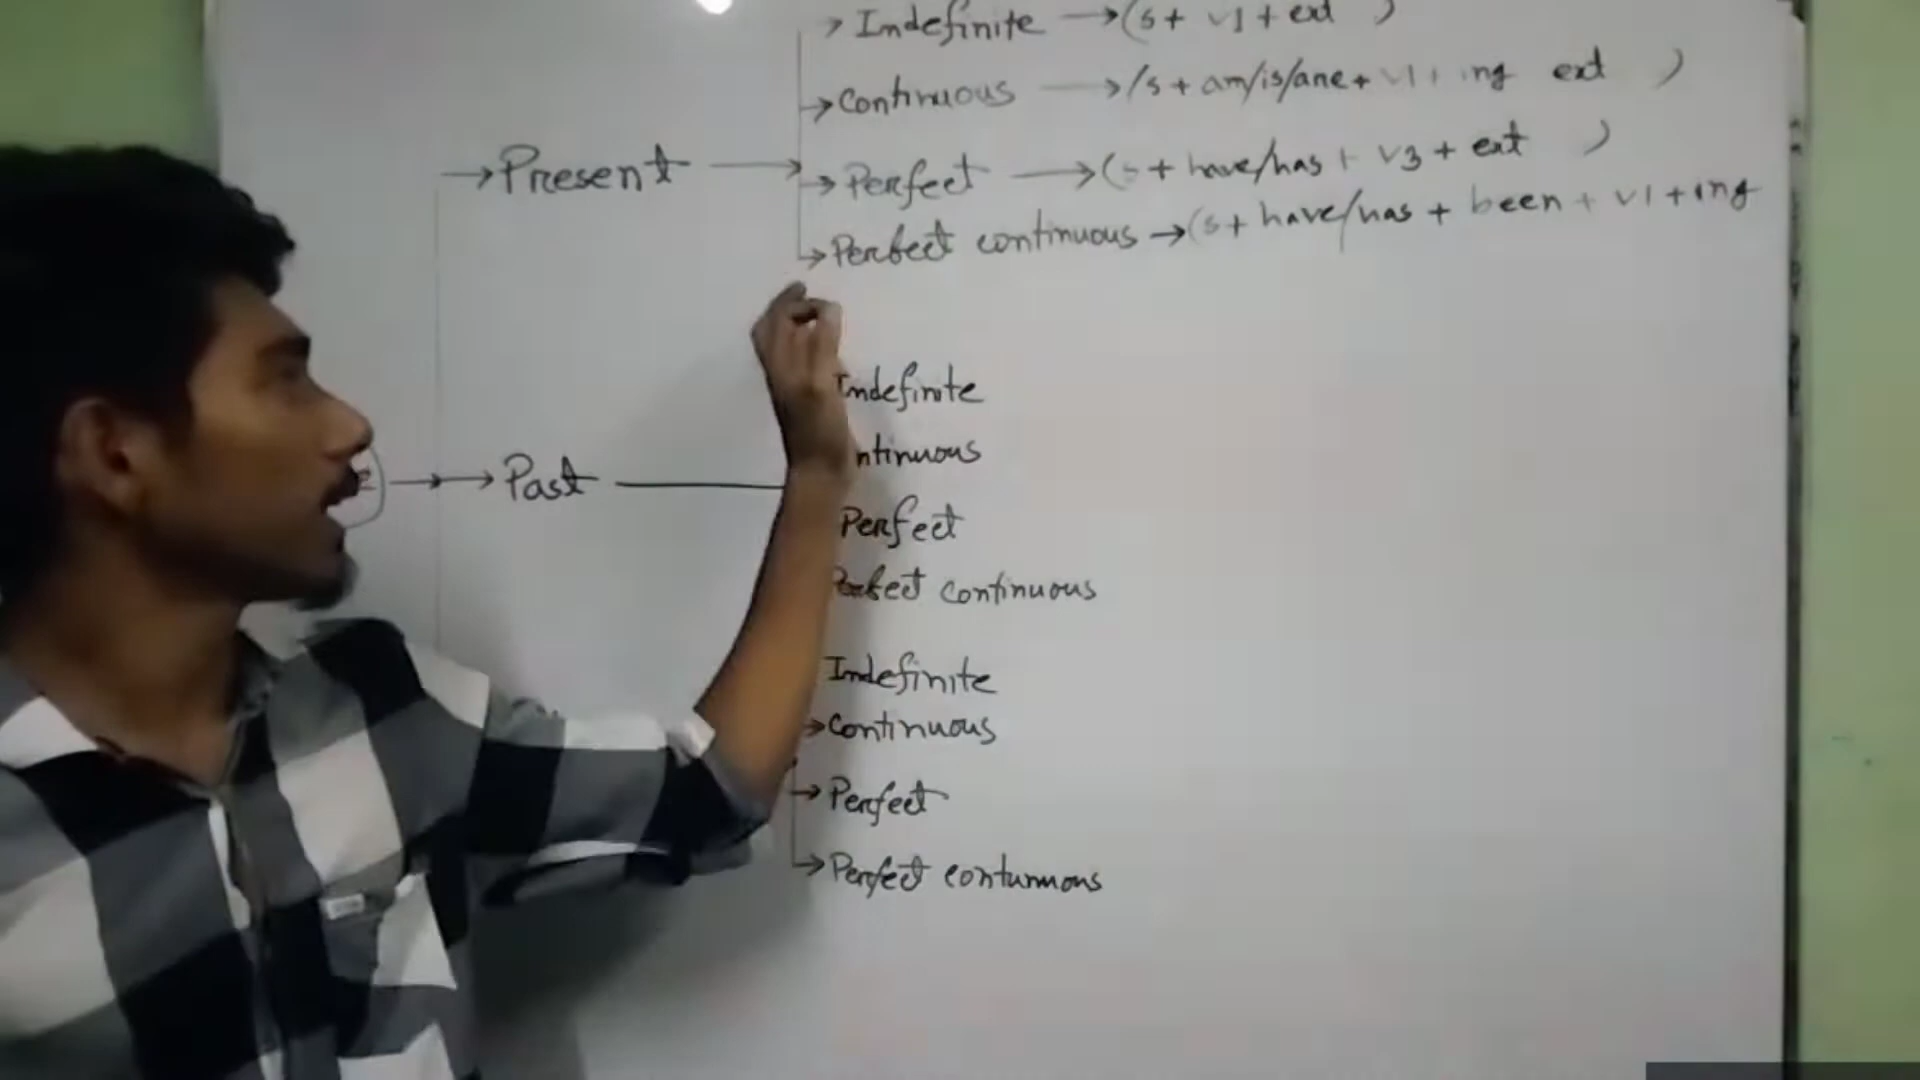 → Indefinite → (s + v1 + ext )
→ Continuous → (s + am/is/are + v1 + ing ext )
→ Present →
→ Perfect → (s + have/has + v3 + ext )
→ Perfect continuous → (s + have/has + been + v1 + ing
Indefinite
ntinuous
→ → Past
Perfect
Perfect continuous
Indefinite
→ Continuous
→ Perfect
→ Perfect continuous